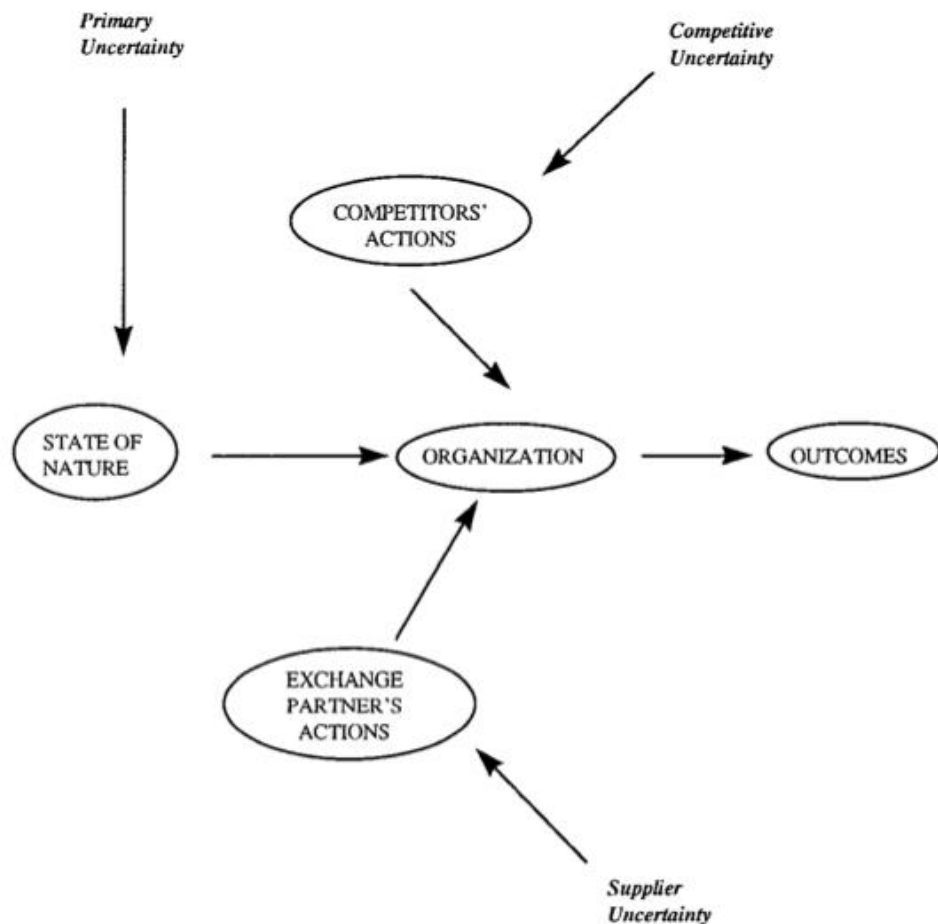 Primary
Uncertainty
Competitive
Uncertainty
COMPETITORS'
ACTIONS
STATE OF
NATURE
ORGANIZATION
OUTCOMES
EXCHANGE
PARTNER'S
ACTIONS
Supplier
Uncertainty